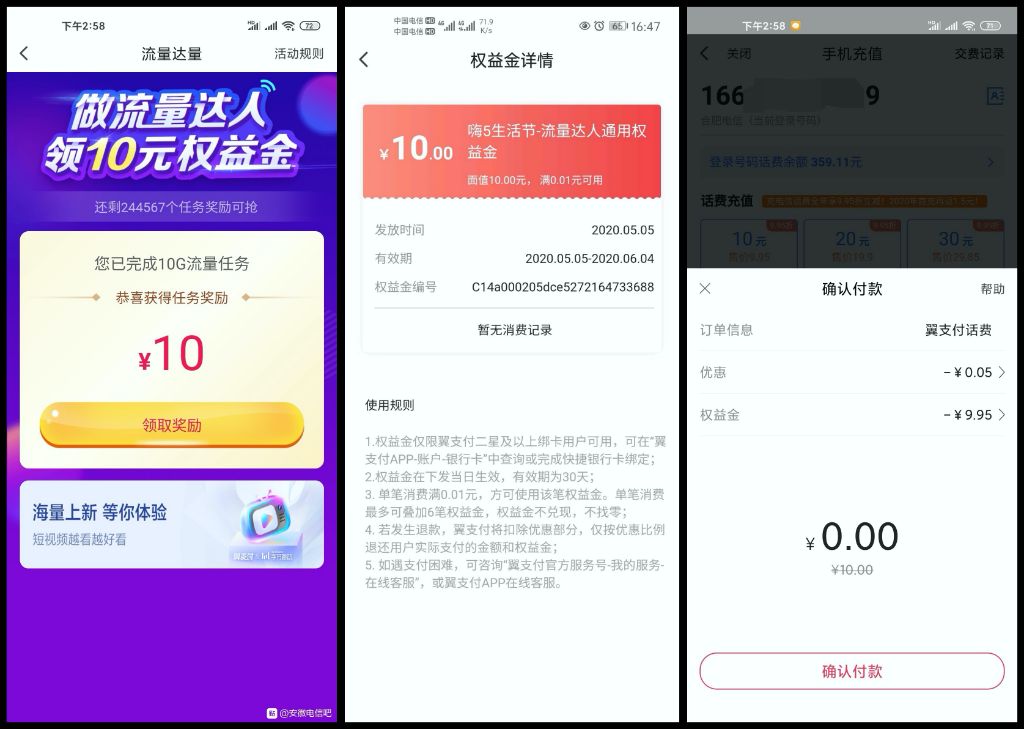 下午2:58
72
流量达量
活动规则
做流量达人
领10元权益金
还剩244567个任务奖励可抢
您已完成10G流量任务
恭喜获得任务奖励
¥10
领取奖励
海量上新 等你体验
短视频越看越好看
@安徽电信吧
中国电信 HD
中国电信 HD
4G
4G
71.9
K/s
65
16:47
权益金详情
¥10.00
嗨5生活节-流量达人通用权
益金
面值10.00元， 满0.01元可用
发放时间
2020.05.05
有效期
2020.05.05-2020.06.04
权益金编号
C14a000205dce5272164733688
暂无消费记录
使用规则
1.权益金仅限翼支付二星及以上绑卡用户可用，可在“翼
支付APP-账户-银行卡”中查询或完成快捷银行卡绑定；
2.权益金在下发当日生效，有效期为30天；
3. 单笔消费满0.01元，方可使用该笔权益金。单笔消费
最多可叠加6笔权益金，权益金不兑现，不找零；
4. 若发生退款，翼支付将扣除优惠部分，仅按优惠比例
退还用户实际支付的金额和权益金；
5. 如遇支付困难，可咨询“翼支付官方服务号-我的服务-
在线客服”，或翼支付APP在线客服。
下午2:58
关闭
手机充值
交费记录
166
9
合肥电信（当前登录号码）
登录号码话费余额 359.11元
话费充值
10元
20元
30元
9.95折
9.95折
9.95折
售价9.95
售价19.9
售价29.85
确认付款
帮助
订单信息
翼支付话费
优惠
-¥0.05
权益金
-¥9.95
¥0.00
¥10.00
确认付款